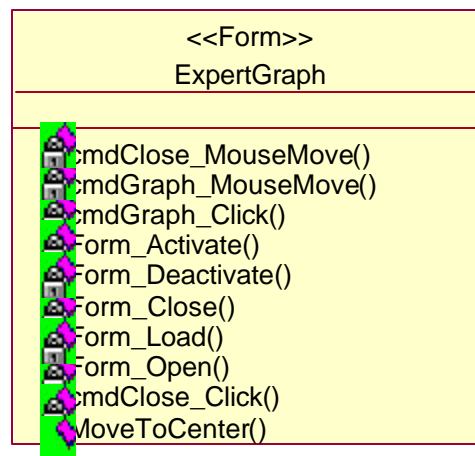 <<Form>>
ExpertGraph
cmdClose_MouseMove()
cmdGraph_MouseMove()
cmdGraph_Click()
Form_Activate()
Form_Deactivate()
Form_Close()
Form_Load()
Form_Open()
cmdClose_Click()
MoveToCenter()